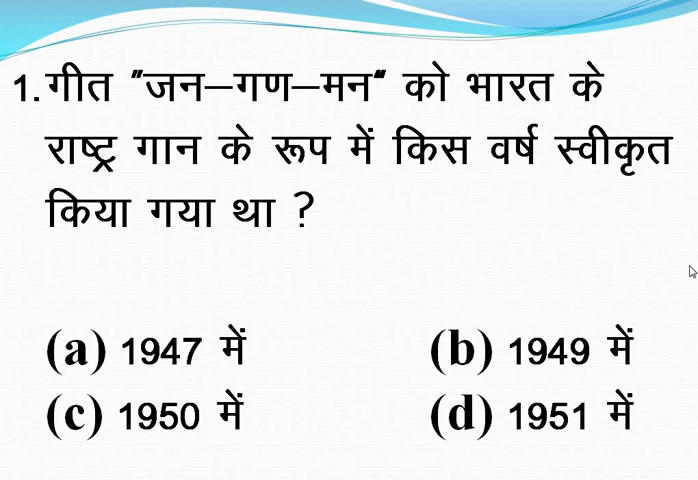 1. गीत "जन–गण–मन" को भारत के
राष्ट्र गान के रूप में किस वर्ष स्वीकृत
किया गया था ?
(a) 1947 में (b) 1949 में
(c) 1950 में (d) 1951 में